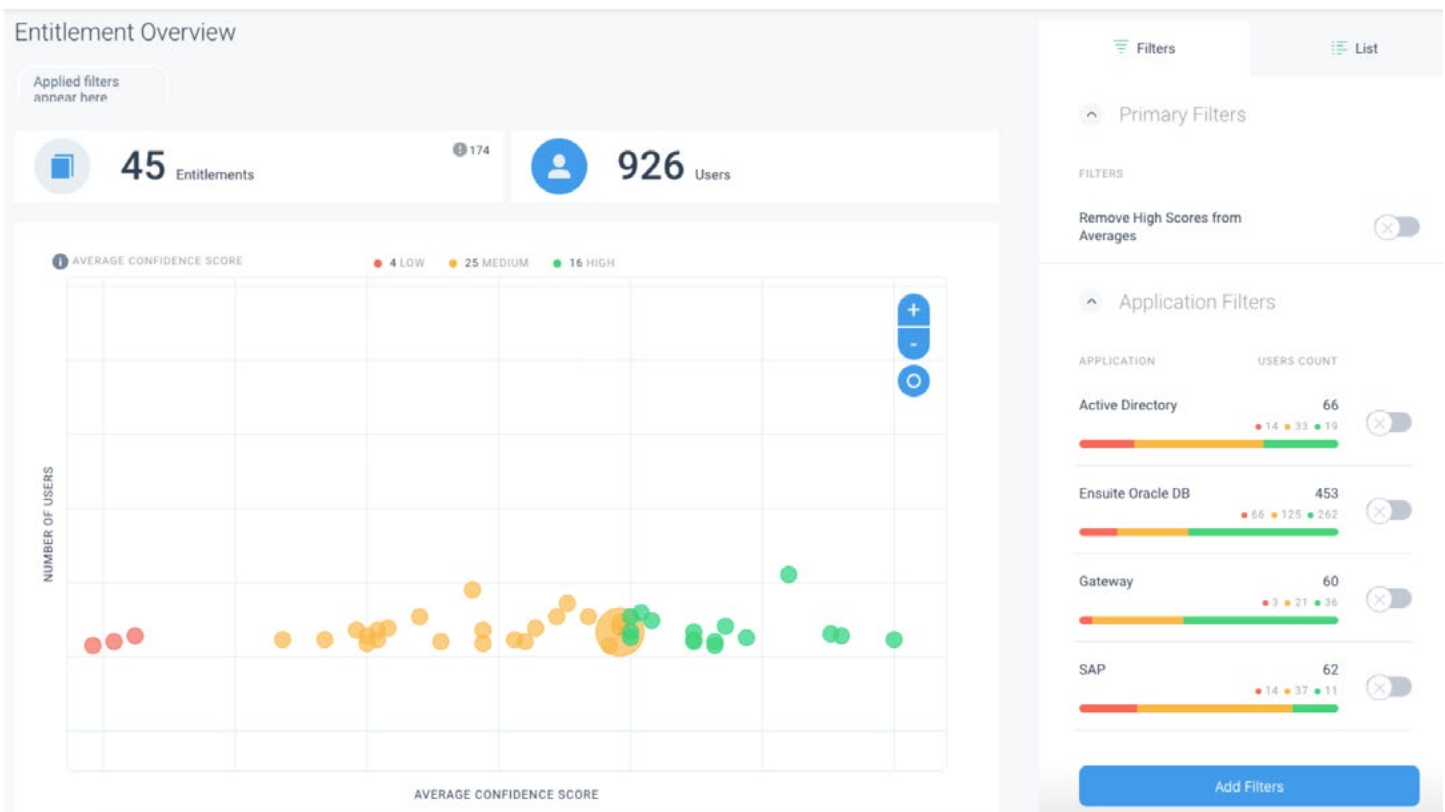 Entitlement Overview
Applied filters
appear here
45 Entitlements
174
926 Users
AVERAGE CONFIDENCE SCORE
4 LOW
25 MEDIUM
16 HIGH
+
-
NUMBER OF USERS
AVERAGE CONFIDENCE SCORE
Filters
List
Primary Filters
FILTERS
Remove High Scores from
Averages
Application Filters
APPLICATION USERS COUNT
Active Directory 66
14 33 19
Ensuite Oracle DB 453
66 125 262
Gateway 60
3 21 36
SAP 62
14 37 11
Add Filters